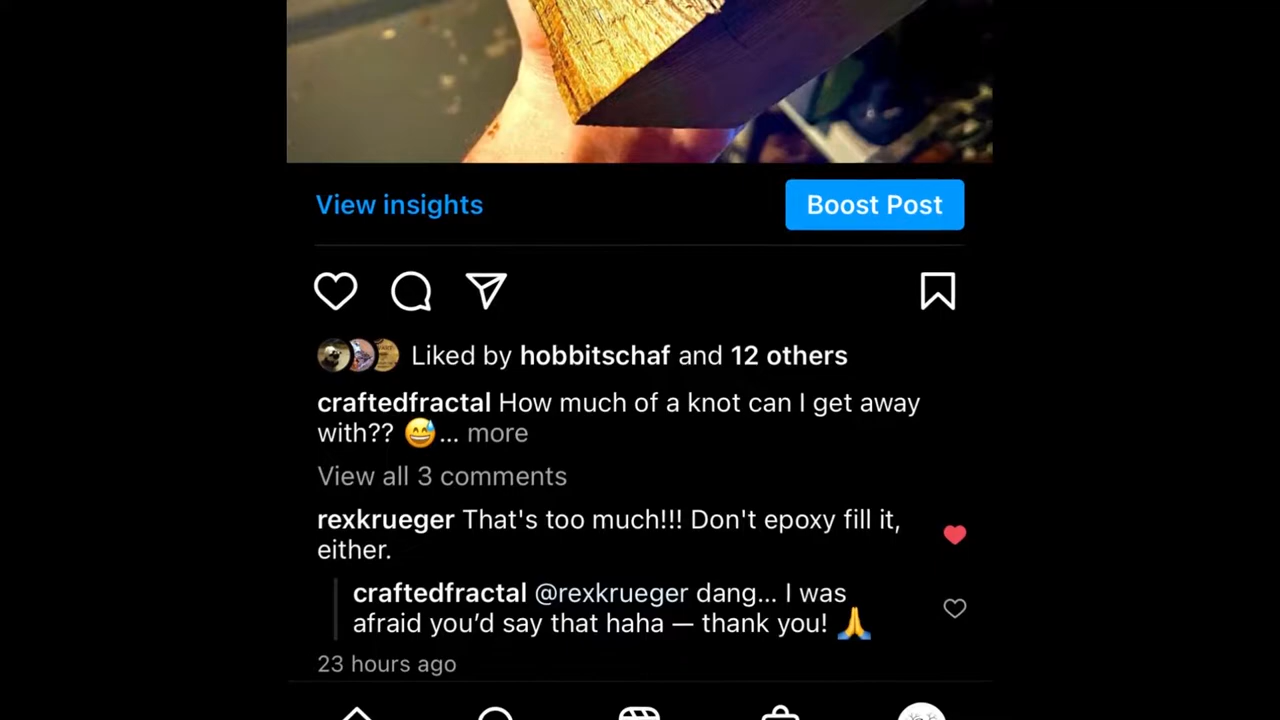 View insights
Boost Post
Liked by hobbitschaf and 12 others
craftedfractal How much of a knot can I get away
with?? 😅... more
View all 3 comments
rexkrueger That's too much!!! Don't epoxy fill it,
either.
craftedfractal @rexkrueger dang... I was
afraid you’d say that haha — thank you! 🙏
23 hours ago